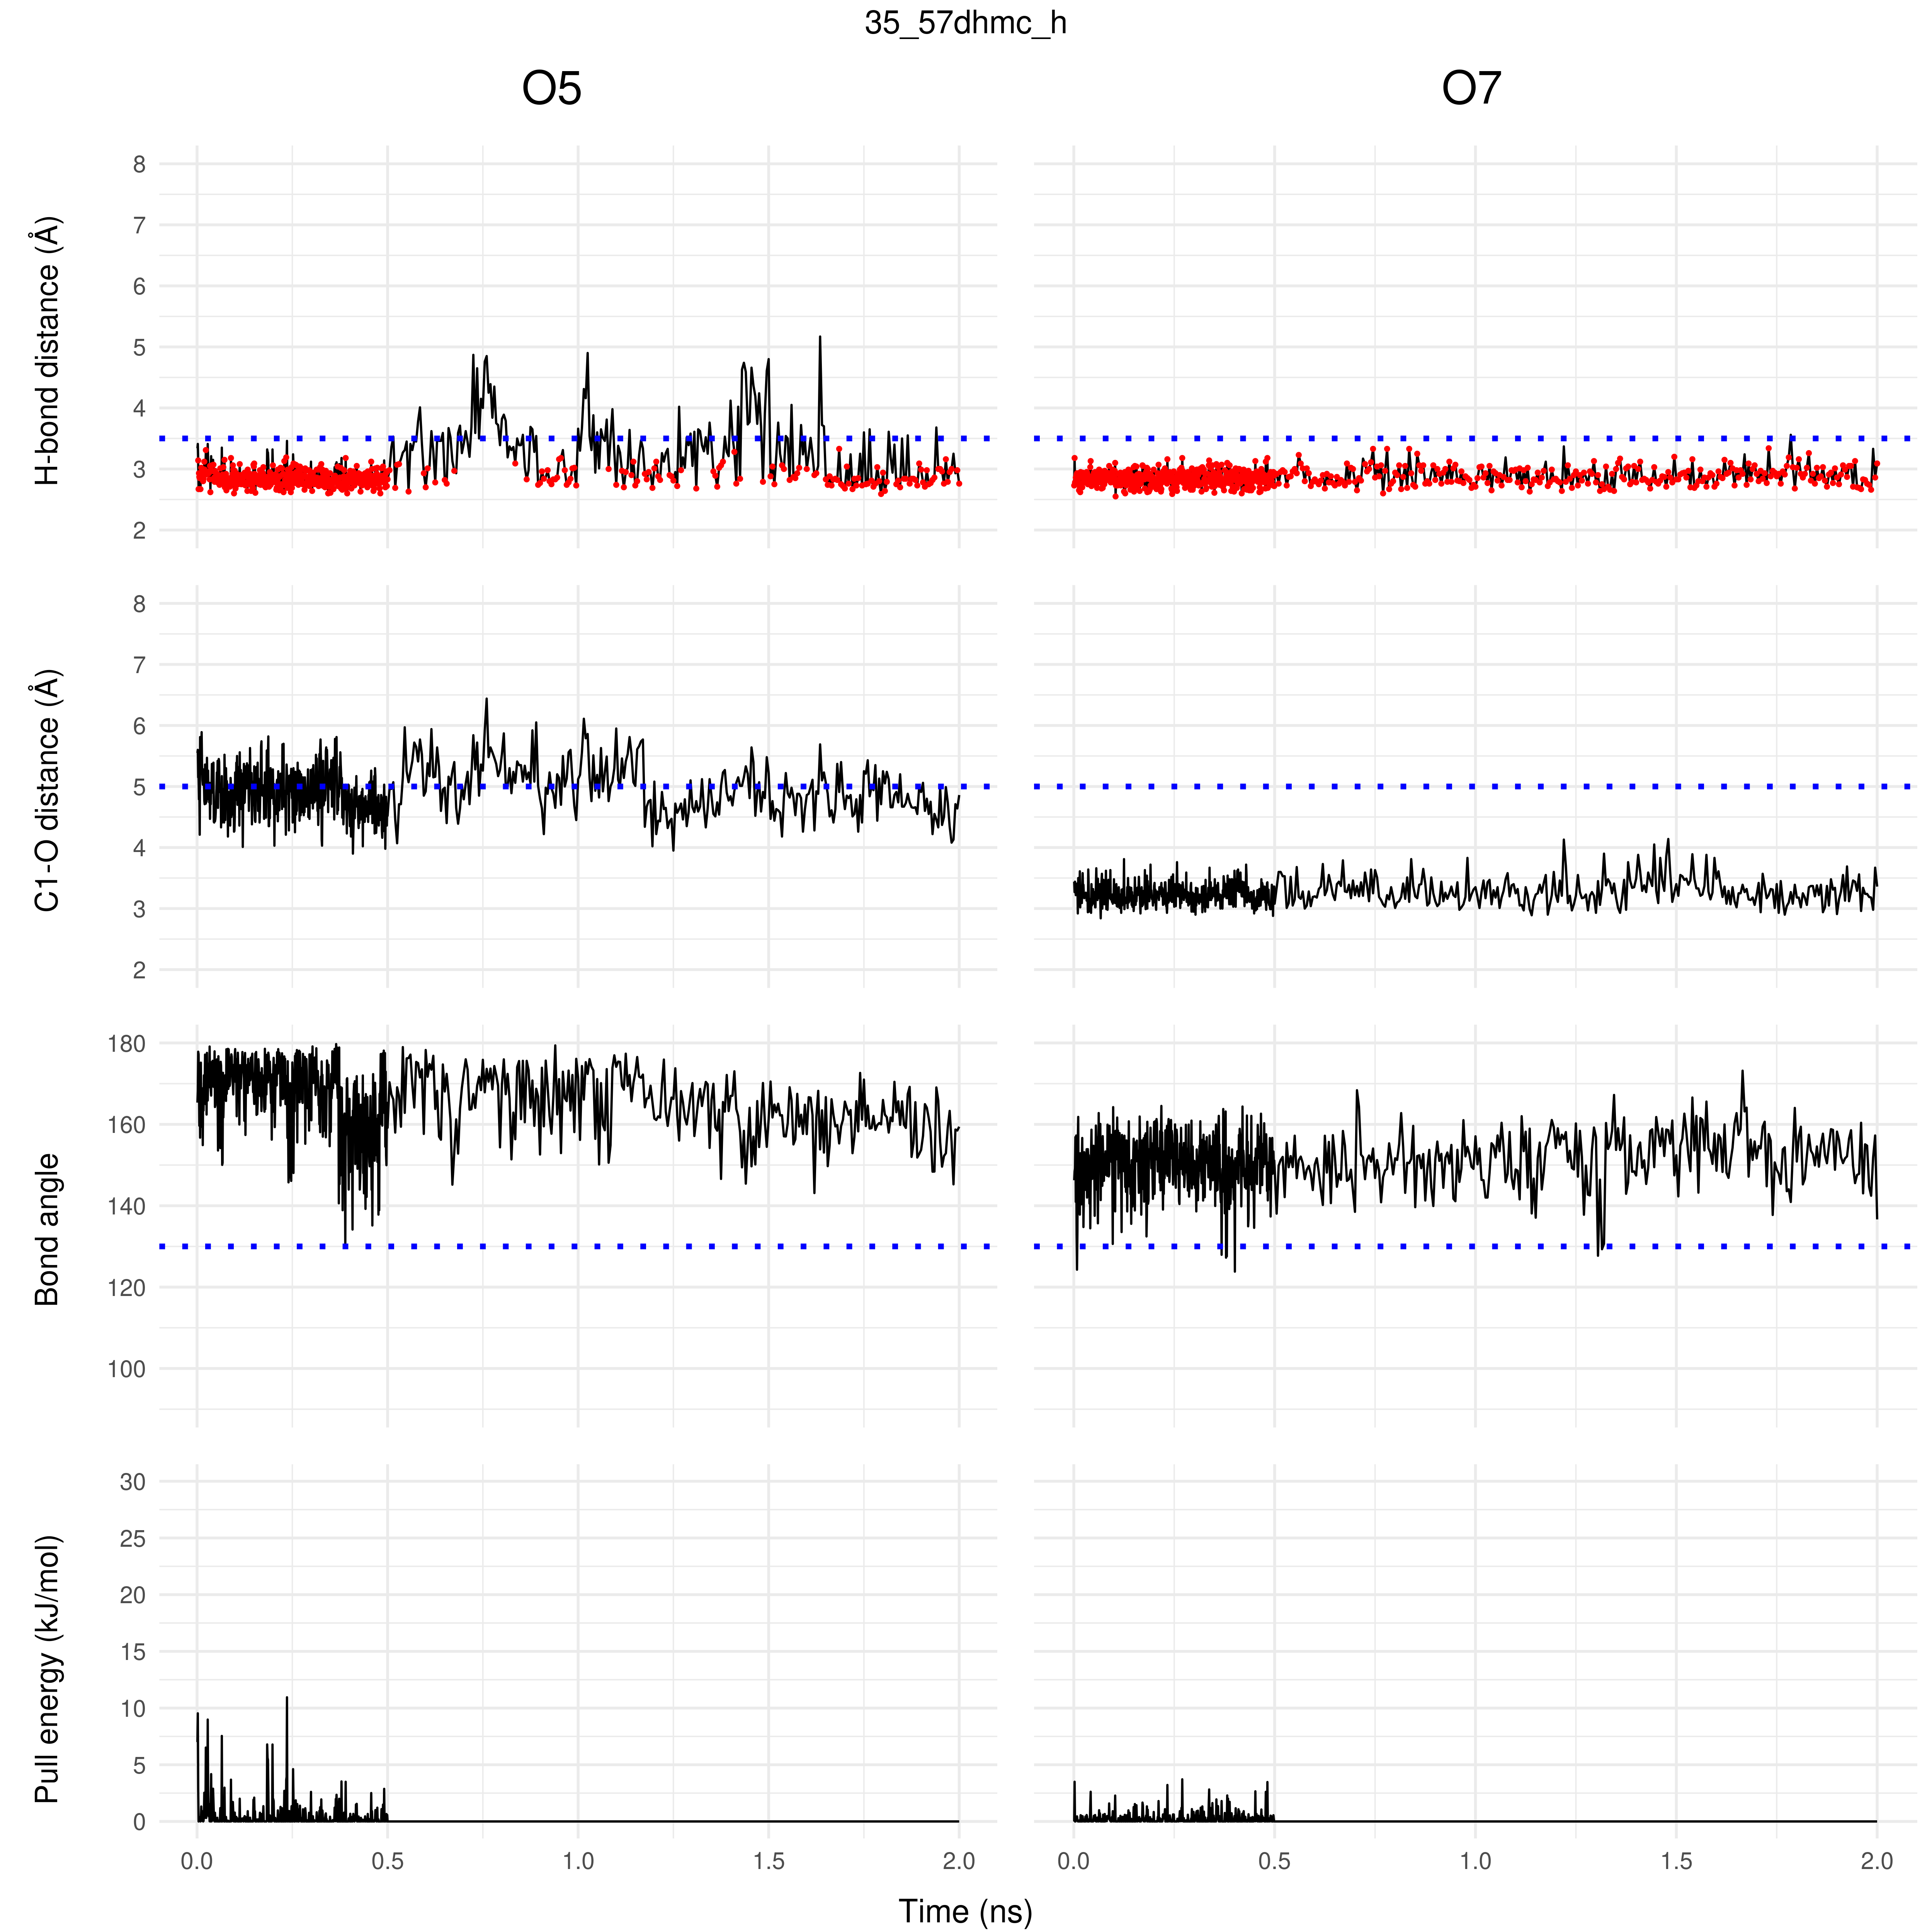 35_57dhmc_h
O5
O7
H-bond distance (Å)
8
7
6
5
4
3
2
C1-O distance (Å)
8
7
6
5
4
3
2
Bond angle
180
160
140
120
100
Pull energy (kJ/mol)
30
25
20
15
10
5
0
0.0 0.5 1.0 1.5 2.0
0.0 0.5 1.0 1.5 2.0
Time (ns)